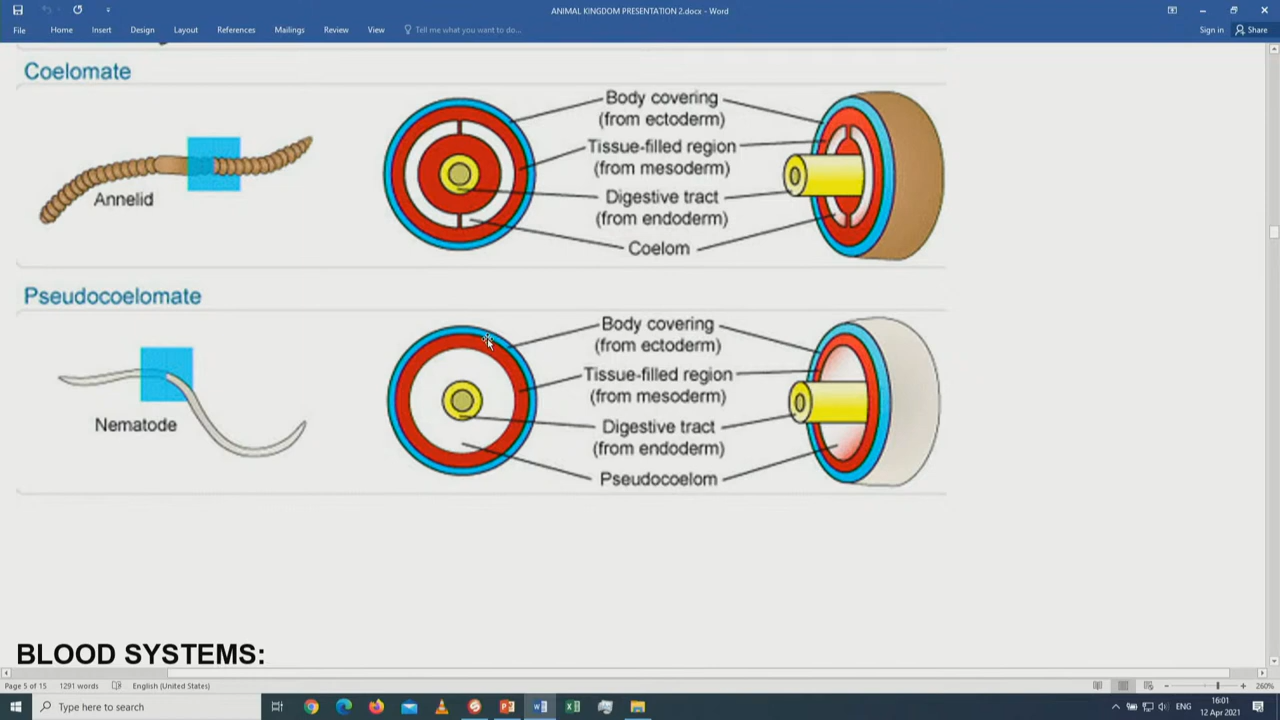 ANIMAL KINGDOM PRESENTATION 2.docx - Word
File Home Insert Design Layout References Mailings Review View Tell me what you want to do... Sign in Share
Coelomate
Body covering
(from ectoderm)
Tissue-filled region
(from mesoderm)
Digestive tract
(from endoderm)
Coelom
Annelid
Pseudocoelomate
Body covering
(from ectoderm)
Tissue-filled region
(from mesoderm)
Digestive tract
(from endoderm)
Pseudocoelom
Nematode
BLOOD SYSTEMS:
Page 5 of 15 1291 words English (United States) 260%
Type here to search
ENG
16:01
12 Apr 2021